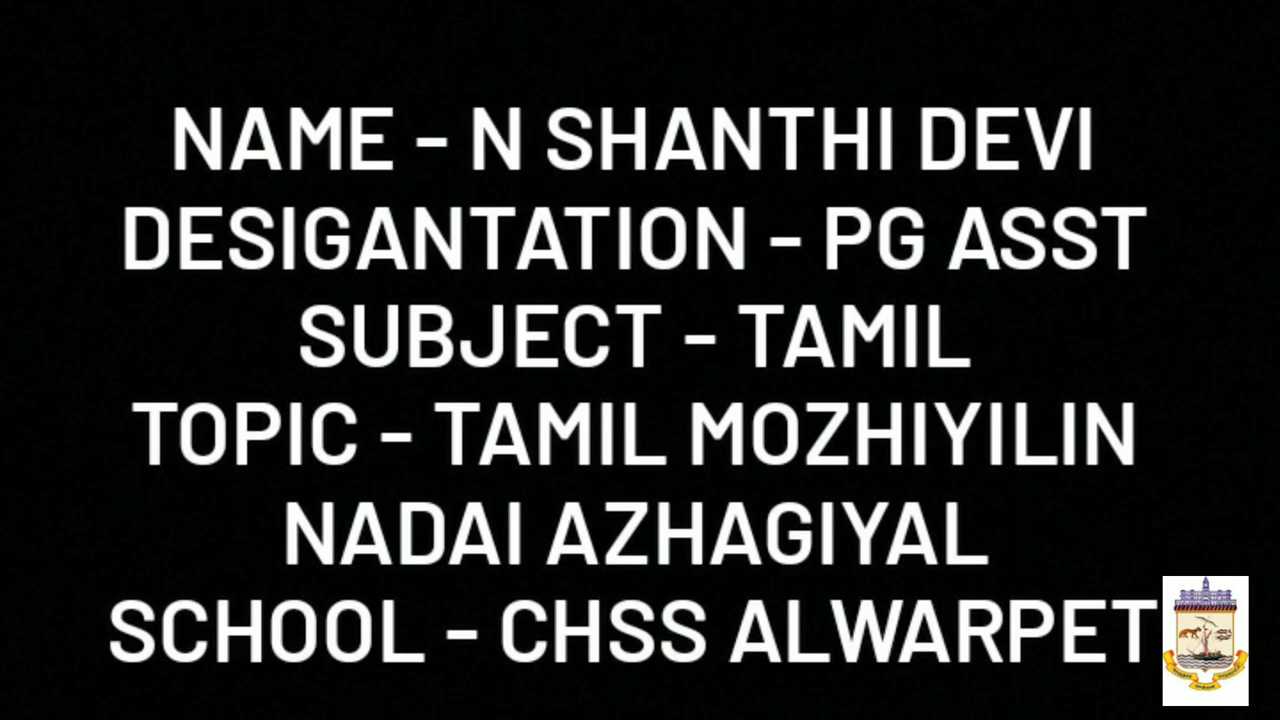 NAME - N SHANTHI DEVI
DESIGANTATION - PG ASST
SUBJECT - TAMIL
TOPIC - TAMIL MOZHIYILIN
NADAI AZHAGIYAL
SCHOOL - CHSS ALWARPET